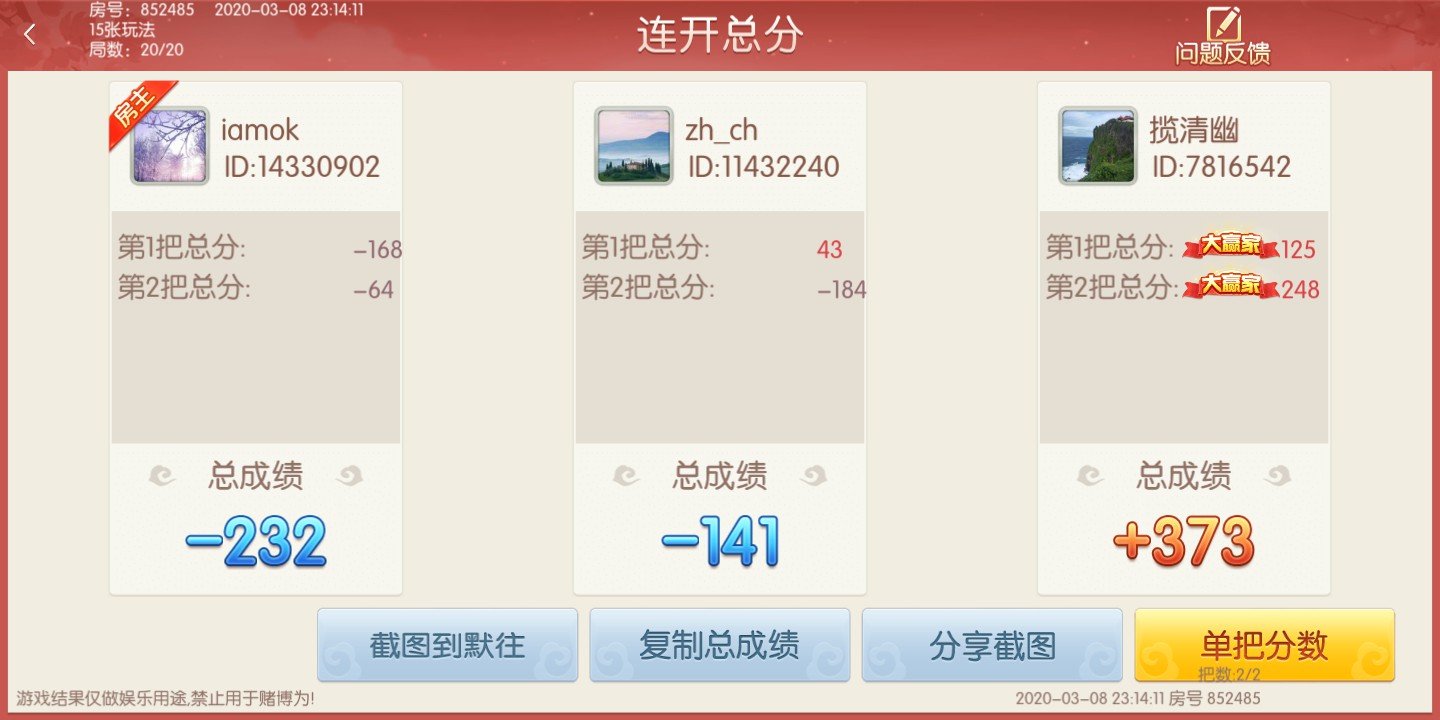 房号：852485 2020-03-08 23:14:11
15张玩法
局数：20/20
连开总分
问题反馈
房主
iamok
ID:14330902
第1把总分: -168
第2把总分: -64
总成绩
-232
zh_ch
ID:11432240
第1把总分: 43
第2把总分: -184
总成绩
-141
揽清幽
ID:7816542
第1把总分: 大赢家 125
第2把总分: 大赢家 248
总成绩
+373
截图到默往
复制总成绩
分享截图
单把分数
把数:2/2
游戏结果仅做娱乐用途,禁止用于赌博为!
2020-03-08 23:14:11 房号 852485